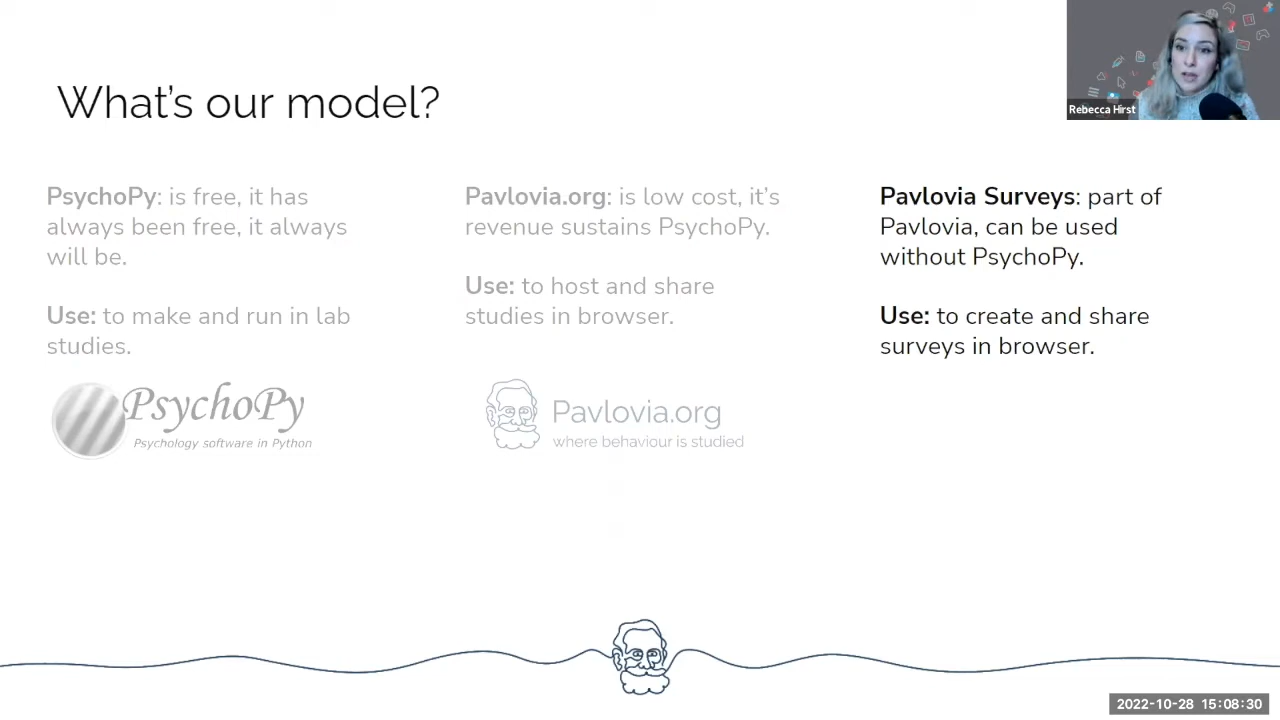 What's our model?
Rebecca Hirst
PsychoPy: is free, it has
always been free, it always
will be.
Use: to make and run in lab
studies.
PsychoPy
Psychology software in Python
Pavlovia.org: is low cost, it's
revenue sustains PsychoPy.
Use: to host and share
studies in browser.
Pavlovia.org
where behaviour is studied
Pavlovia Surveys: part of
Pavlovia, can be used
without PsychoPy.
Use: to create and share
surveys in browser.
2022-10-28 15:08:30